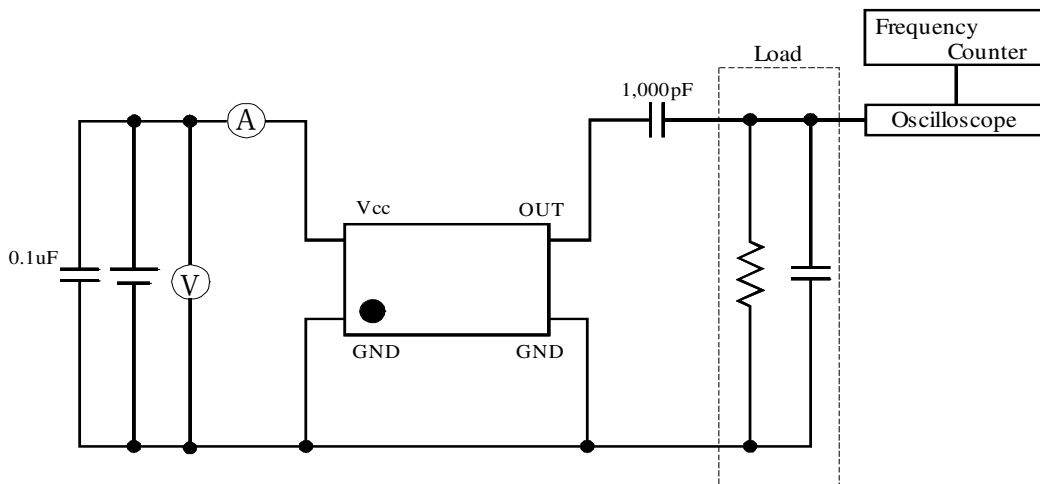 Frequency
Counter
Load
1,000pF
Oscilloscope
A
Vcc
OUT
0.1uF
V
GND
GND